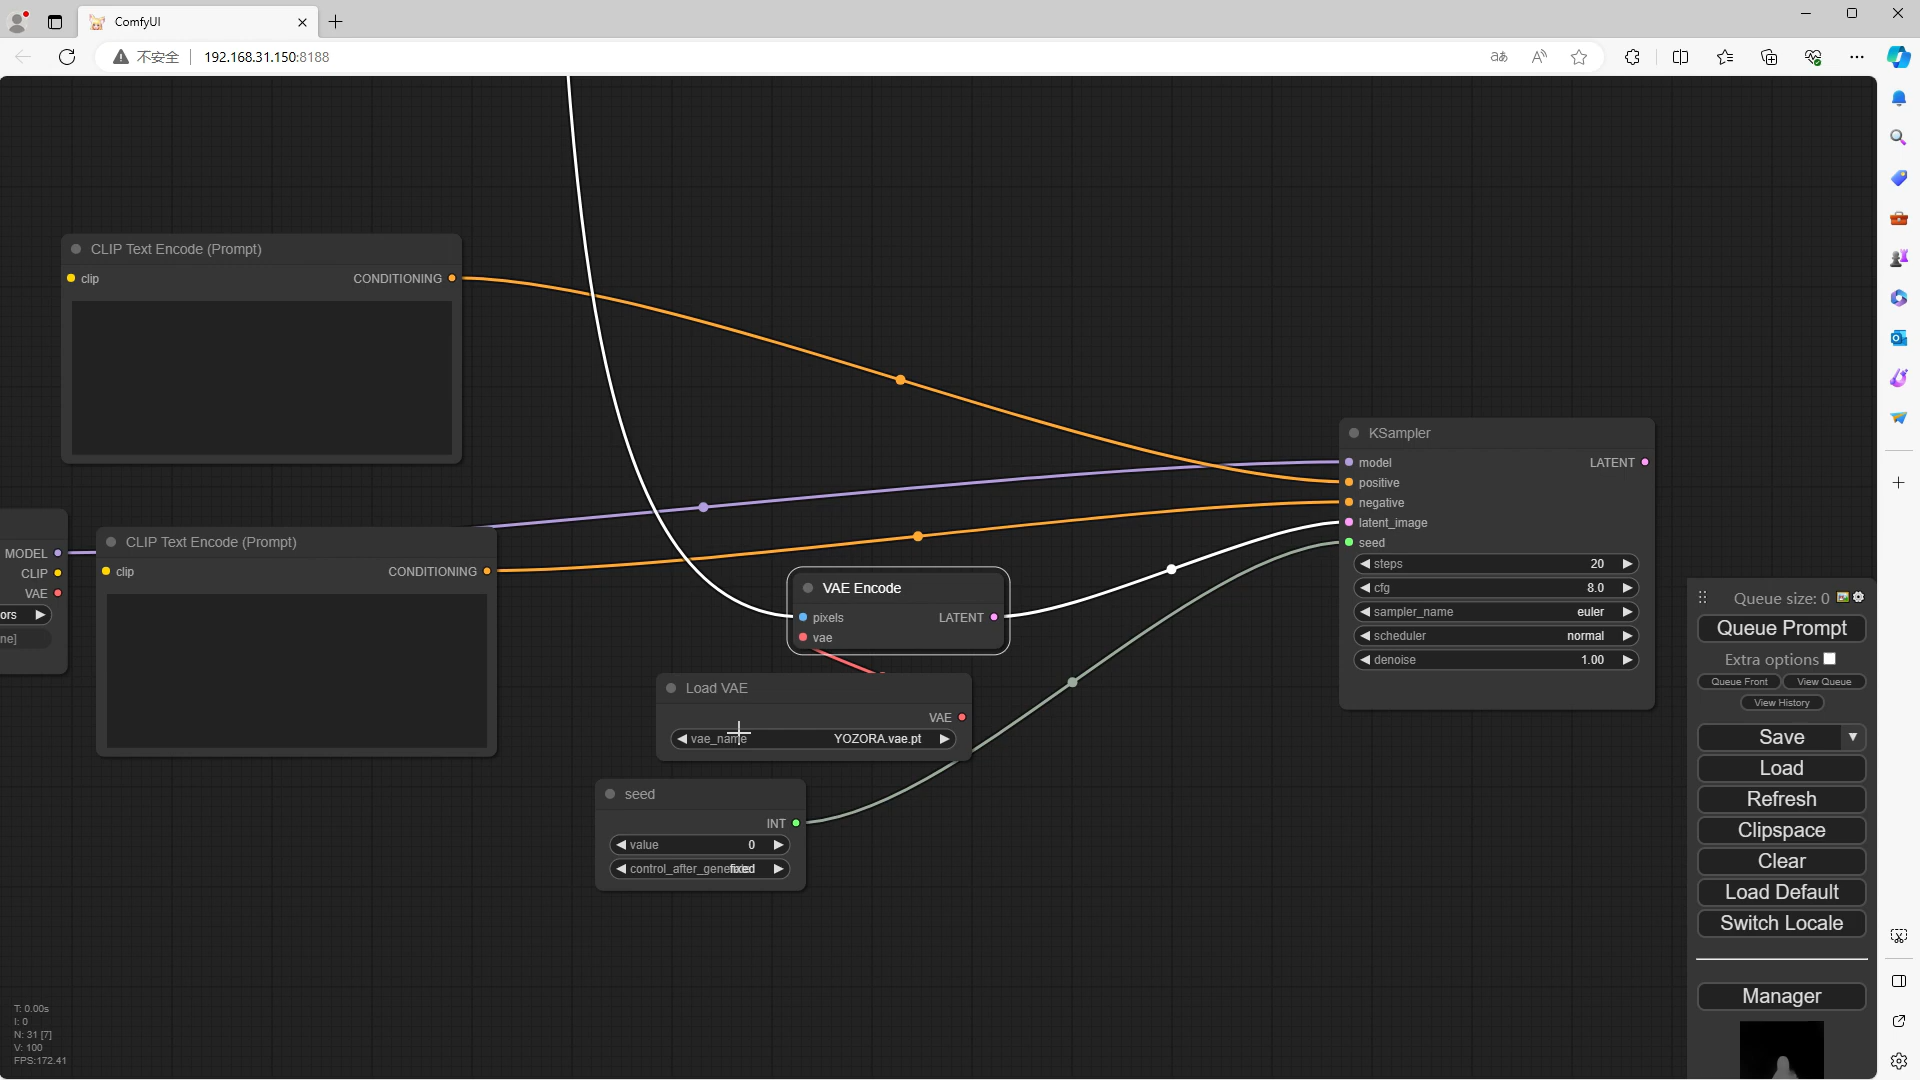 ComfyUI
不安全 192.168.31.150:8188
CLIP Text Encode (Prompt)
clip CONDITIONING
KSampler
model LATENT
positive
negative
latent_image
seed
steps 20
cfg 8.0
sampler_name euler
scheduler normal
denoise 1.00
MODEL
CLIP
VAE
ors
ne]
CLIP Text Encode (Prompt)
clip CONDITIONING
VAE Encode
pixels LATENT
vae
Load VAE
VAE
vae_name YOZORA.vae.pt
seed
INT
value 0
control_after_gene fixed
Queue size: 0
Queue Prompt
Extra options
Queue Front View Queue
View History
Save
Load
Refresh
Clipspace
Clear
Load Default
Switch Locale
Manager
T: 0.00s
I: 0
N: 31 [7]
V: 100
FPS:172.41